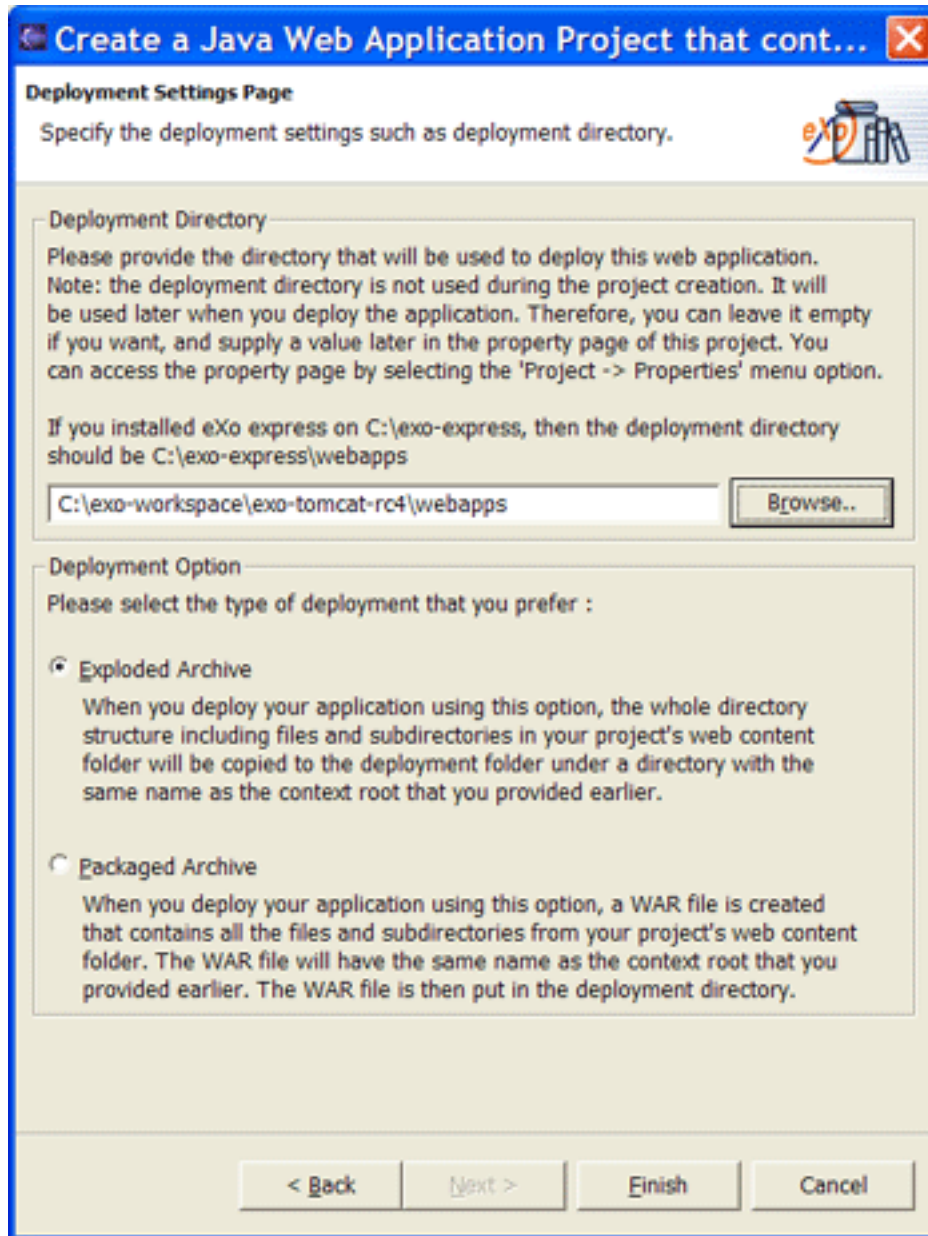 Create a Java Web Application Project that cont...
Deployment Settings Page
Specify the deployment settings such as deployment directory.
eXo
Deployment Directory
Please provide the directory that will be used to deploy this web application.
Note: the deployment directory is not used during the project creation. It will
be used later when you deploy the application. Therefore, you can leave it empty
if you want, and supply a value later in the property page of this project. You
can access the property page by selecting the 'Project -> Properties' menu option.
If you installed eXo express on C:\exo-express, then the deployment directory
should be C:\exo-express\webapps
C:\exo-workspace\exo-tomcat-rc4\webapps
Browse..
Deployment Option
Please select the type of deployment that you prefer :
Exploded Archive
When you deploy your application using this option, the whole directory
structure including files and subdirectories in your project's web content
folder will be copied to the deployment folder under a directory with the
same name as the context root that you provided earlier.
Packaged Archive
When you deploy your application using this option, a WAR file is created
that contains all the files and subdirectories from your project's web content
folder. The WAR file will have the same name as the context root that you
provided earlier. The WAR file is then put in the deployment directory.
< Back
Next >
Finish
Cancel